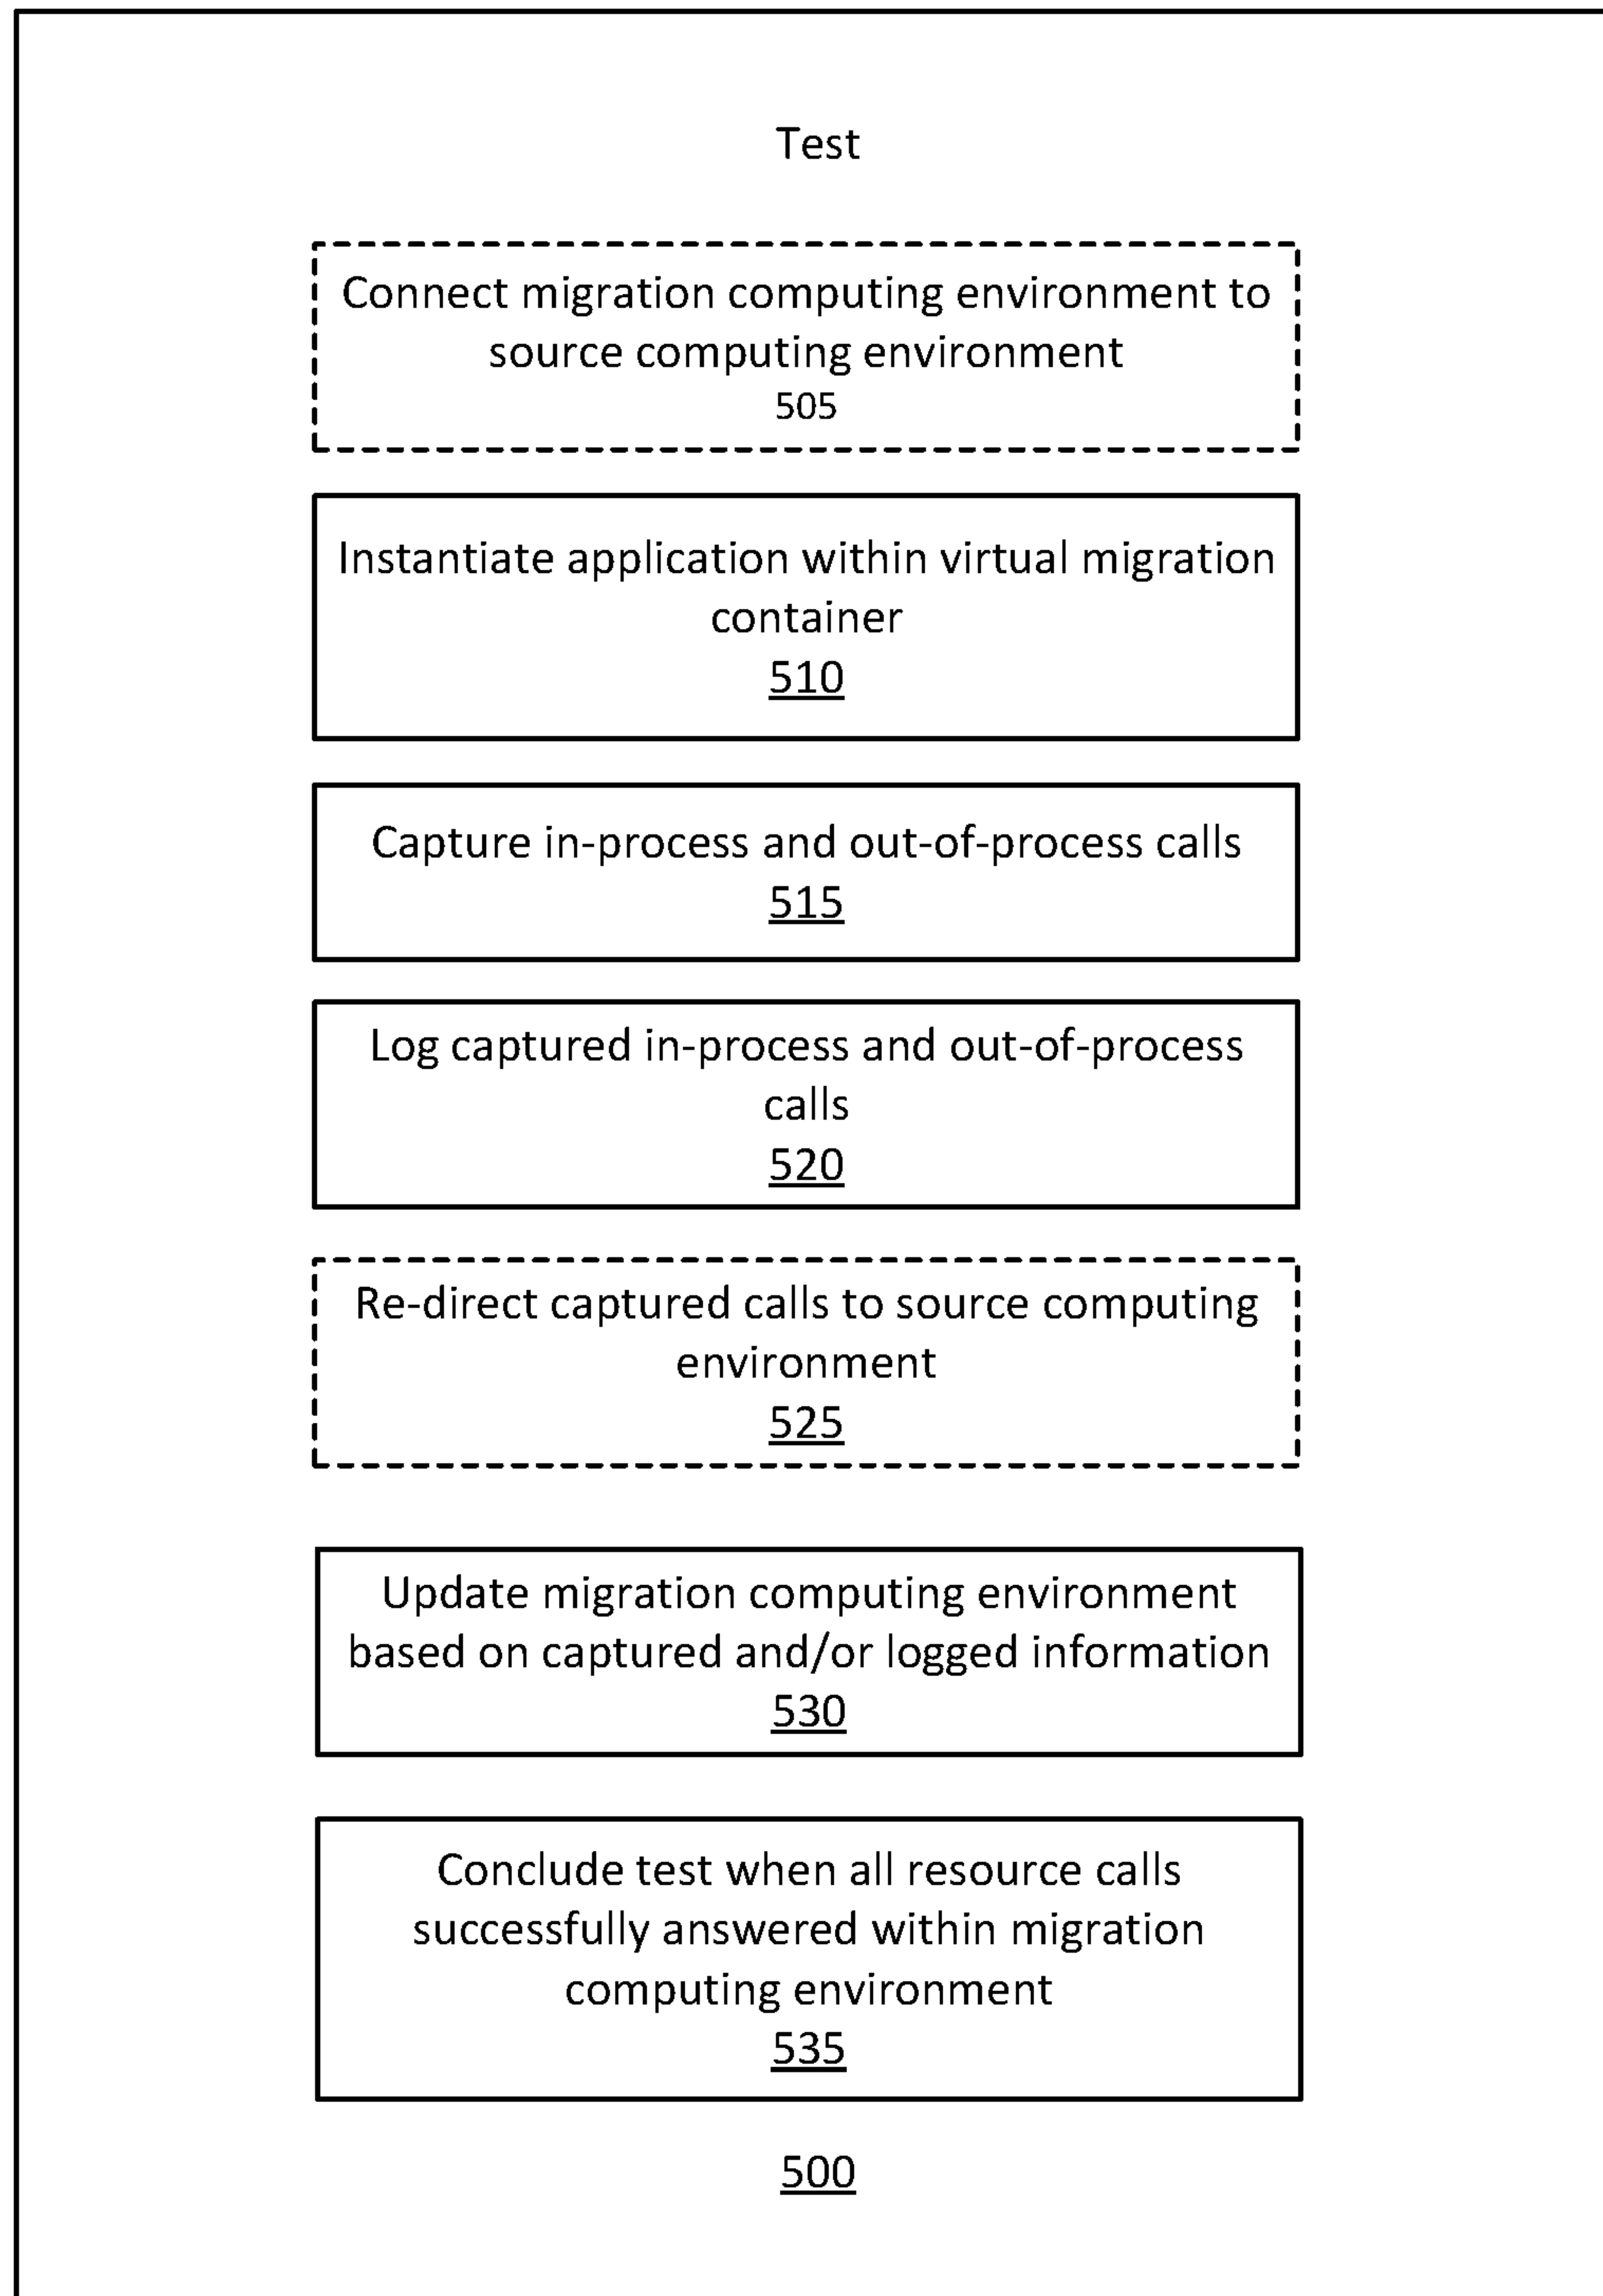 Test
Connect migration computing environment to
source computing environment
505
Instantiate application within virtual migration
container
510
Capture in-process and out-of-process calls
515
Log captured in-process and out-of-process
calls
520
Re-direct captured calls to source computing
environment
525
Update migration computing environment
based on captured and/or logged information
530
Conclude test when all resource calls
successfully answered within migration
computing environment
535
500